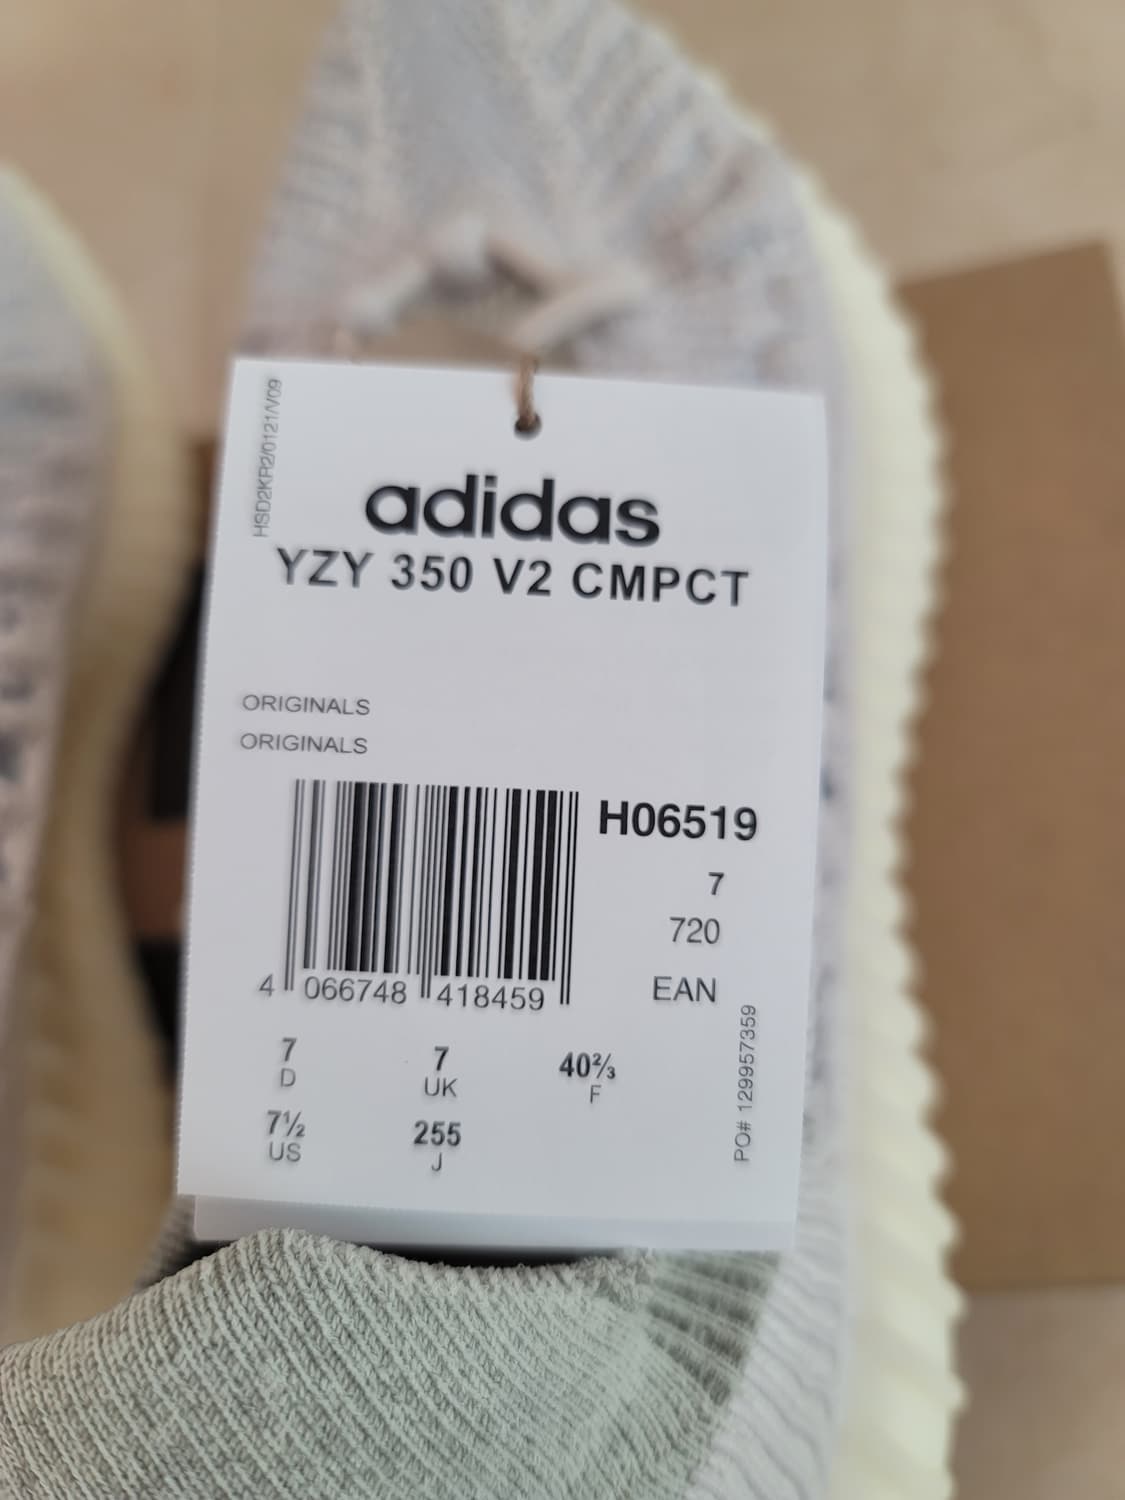 HSD2KR2/0121/V09
adidas
YZY 350 V2 CMPCT
ORIGINALS
ORIGINALS
H06519
7
720
EAN
4 066748 418459
7 7 40⅔
D UK F
7½ 255
US J
PO# 129957359